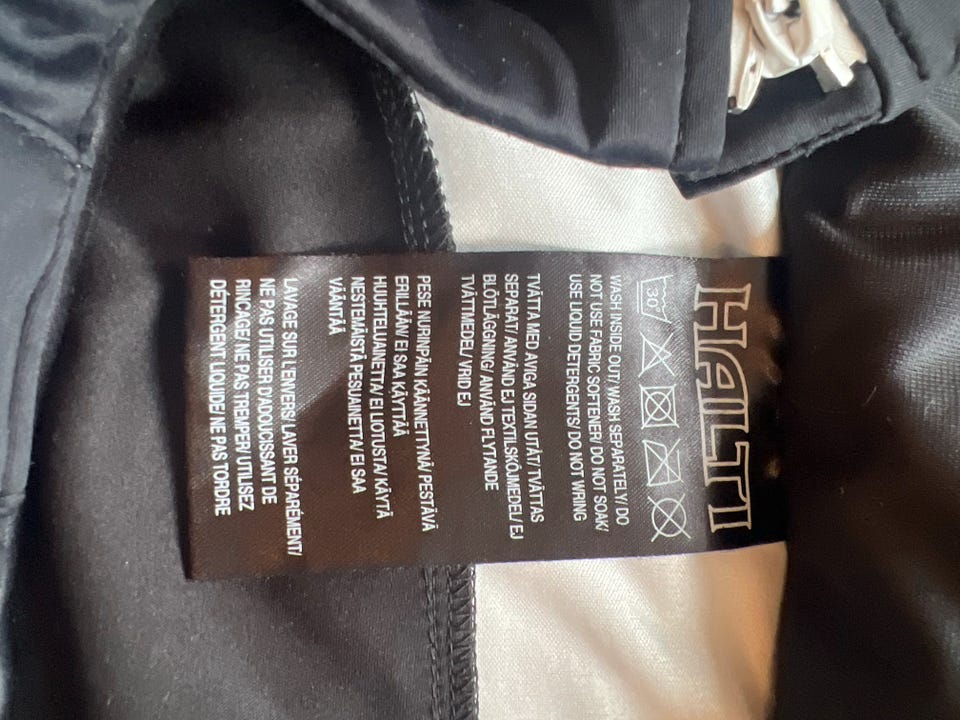 HALTI
30°
WASH INSIDE OUT/ WASH SEPARATELY/ DO
NOT USE FABRIC SOFTENER/ DO NOT SOAK/
USE LIQUID DETERGENTS/ DO NOT WRING
TVÄTTA MED AVIGA SIDAN UTÅT/ TVÄTTAS
SEPARAT/ ANVÄND EJ TEXTILSKÖJMEDEL/ EJ
BLÖTLÄGGNING/ ANVÄND FLYTANDE
TVÄTTMEDEL/ VRID EJ
PESE NURINPÄIN KÄÄNNETTYNÄ/ PESTÄVÄ
ERILLÄÄN/ EI SAA KÄYTTÄÄ
HUUHTELUAINETTA/ EI LIOTUSTA/ KÄYTÄ
NESTEMÄISTÄ PESUAINETTA/ EI SAA
VÄÄNTÄÄ
LAVAGE SUR L'ENVERS/ LAVER SÉPARÉMENT/
NE PAS UTILISER D'ADOUCISSANT DE
RINCAGE/ NE PAS TREMPER/ UTILISEZ
DÉTERGENT LIQUIDE/ NE PAS TORDRE